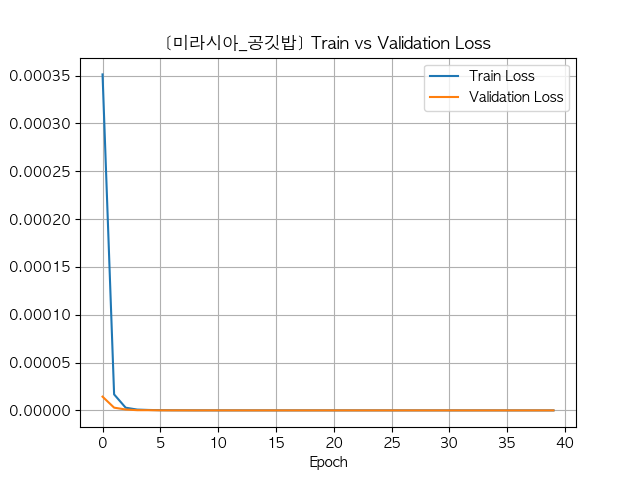 [미라시아_공깃밥] Train vs Validation Loss
Train Loss
Validation Loss
0.00035
0.00030
0.00025
0.00020
0.00015
0.00010
0.00005
0.00000
0 5 10 15 20 25 30 35 40
Epoch